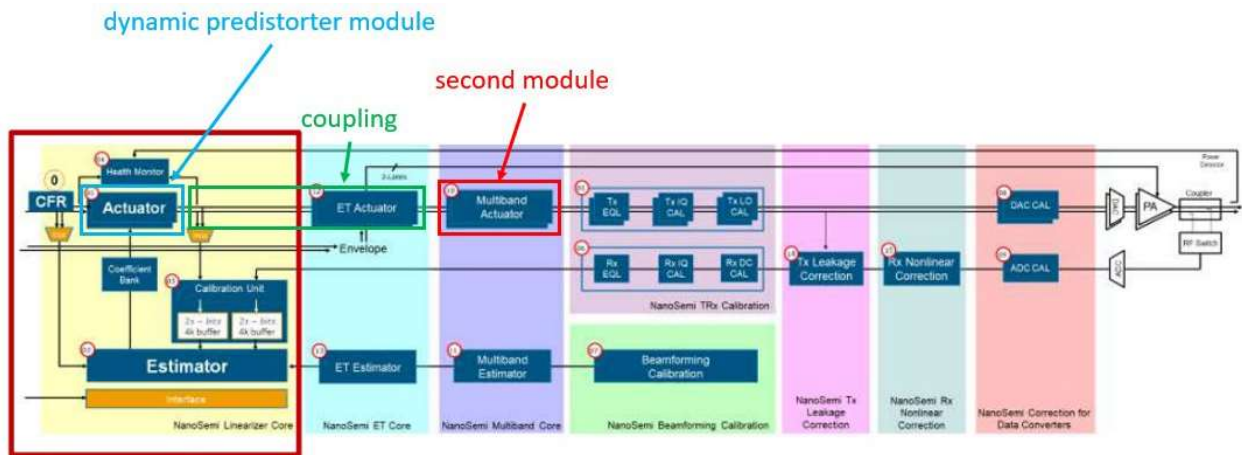 dynamic predistorter module
second module
coupling
Health Monitor
CFR
Actuator
Coefficient
Bank
Calibration Unit
4k buffer
4k buffer
Estimator
Interface
NanoSemi Linearizer Core
ET Actuator
Envelope
ET Estimator
NanoSemi ET Core
Multiband
Actuator
Multiband
Estimator
NanoSemi Multiband Core
Tx
EQL
Tx IQ
CAL
Tx LO
CAL
Rx
EQL
Rx IQ
CAL
Rx DC
CAL
NanoSemi TRx Calibration
Beamforming
Calibration
NanoSemi Beamforming Calibration
Tx Leakage
Correction
NanoSemi Tx
Leakage
Correction
Rx Nonlinear
Correction
NanoSemi Rx
Nonlinear
Correction
DAC CAL
ADC CAL
NanoSemi Correction for
Data Converters
DAC
ADC
PA
Power
Detector
Coupler
RF Switch